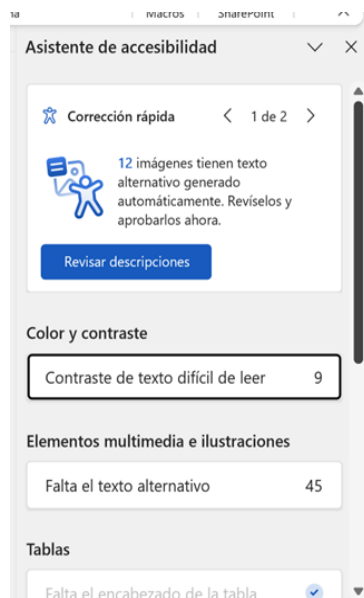 na Macros SharePoint
Asistente de accesibilidad
Corrección rápida 1 de 2
12 imágenes tienen texto
alternativo generado
automáticamente. Revíselos y
apruébelos ahora.
Revisar descripciones
Color y contraste
Contraste de texto difícil de leer 9
Elementos multimedia e ilustraciones
Falta el texto alternativo 45
Tablas
Falta el encabezado de la tabla